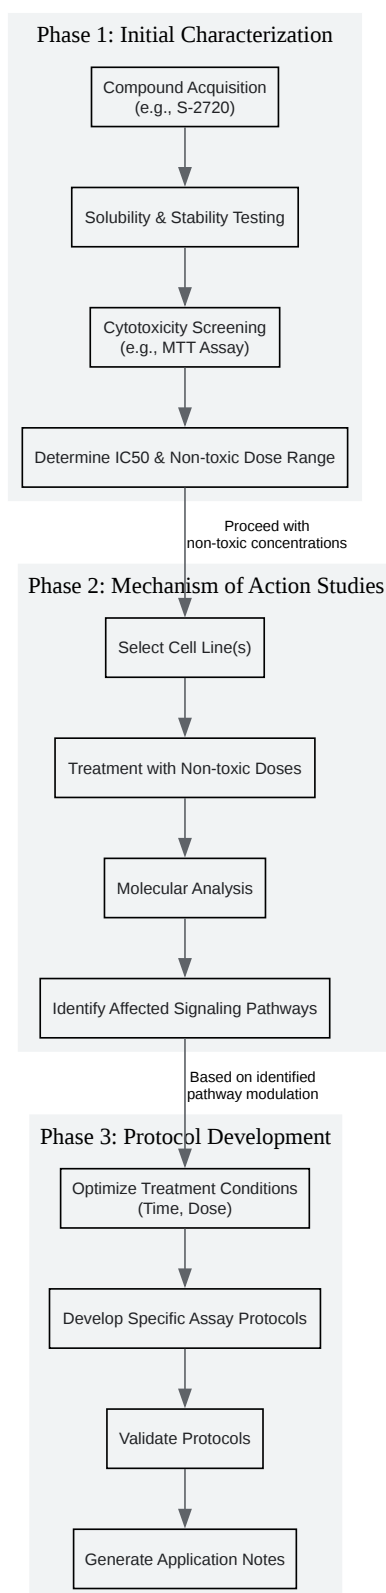 Phase 1: Initial Characterization
Compound Acquisition
(e.g., S-2720)
Solubility & Stability Testing
Cytotoxicity Screening
(e.g., MTT Assay)
Determine IC50 & Non-toxic Dose Range
Proceed with
non-toxic concentrations
Phase 2: Mechanism of Action Studies
Select Cell Line(s)
Treatment with Non-toxic Doses
Molecular Analysis
Identify Affected Signaling Pathways
Based on identified
pathway modulation
Phase 3: Protocol Development
Optimize Treatment Conditions
(Time, Dose)
Develop Specific Assay Protocols
Validate Protocols
Generate Application Notes